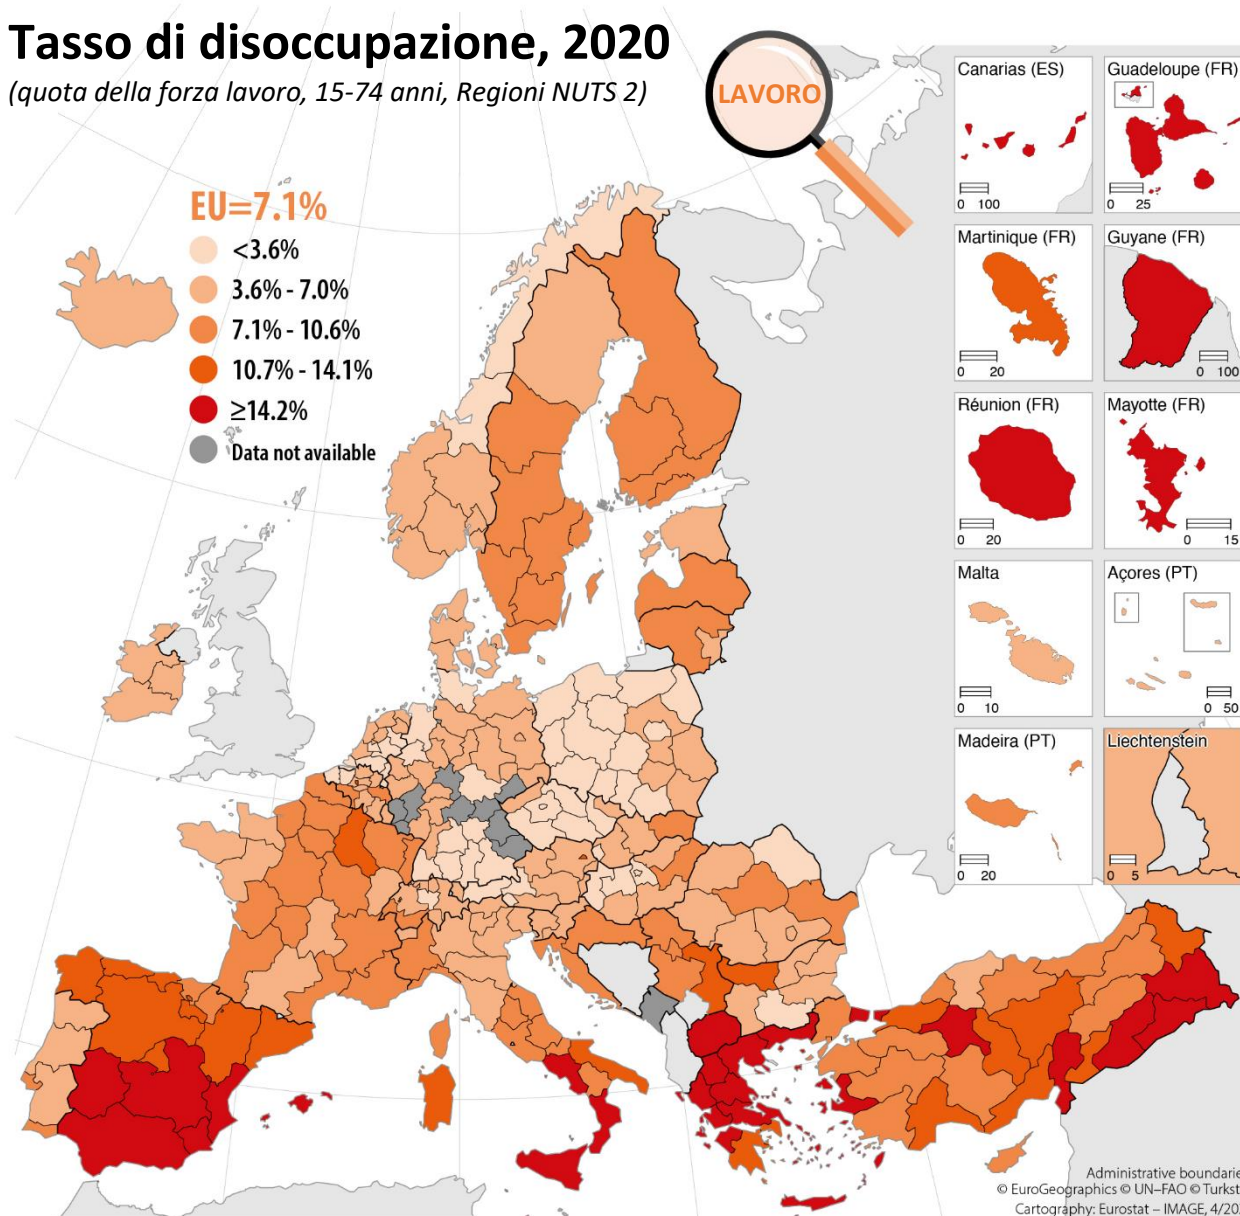 Tasso di disoccupazione, 2020
(quota della forza lavoro, 15-74 anni, Regioni NUTS 2)
LAVORO
EU=7.1%
<3.6%
3.6% - 7.0%
7.1% - 10.6%
10.7% - 14.1%
≥14.2%
Data not available
Canarias (ES)
0 100
Guadeloupe (FR)
0 25
Martinique (FR)
0 20
Guyane (FR)
0 100
Réunion (FR)
0 20
Mayotte (FR)
0 15
Malta
0 10
Açores (PT)
0 50
Madeira (PT)
0 20
Liechtenstein
0 5
Administrative boundarie
© EuroGeographics © UN–FAO © Turkst
Cartography: Eurostat – IMAGE, 4/20